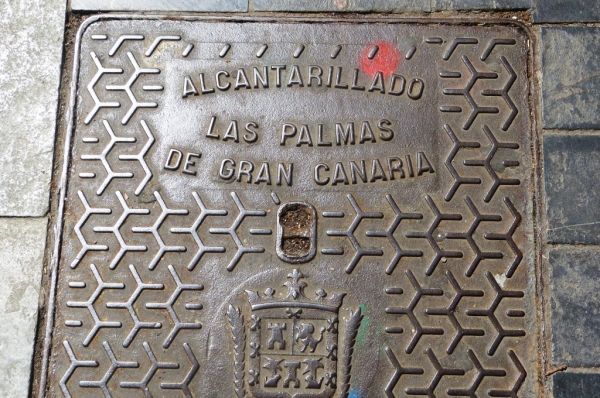 ALCANTARILLADO
LAS PALMAS
DE GRAN CANARIA